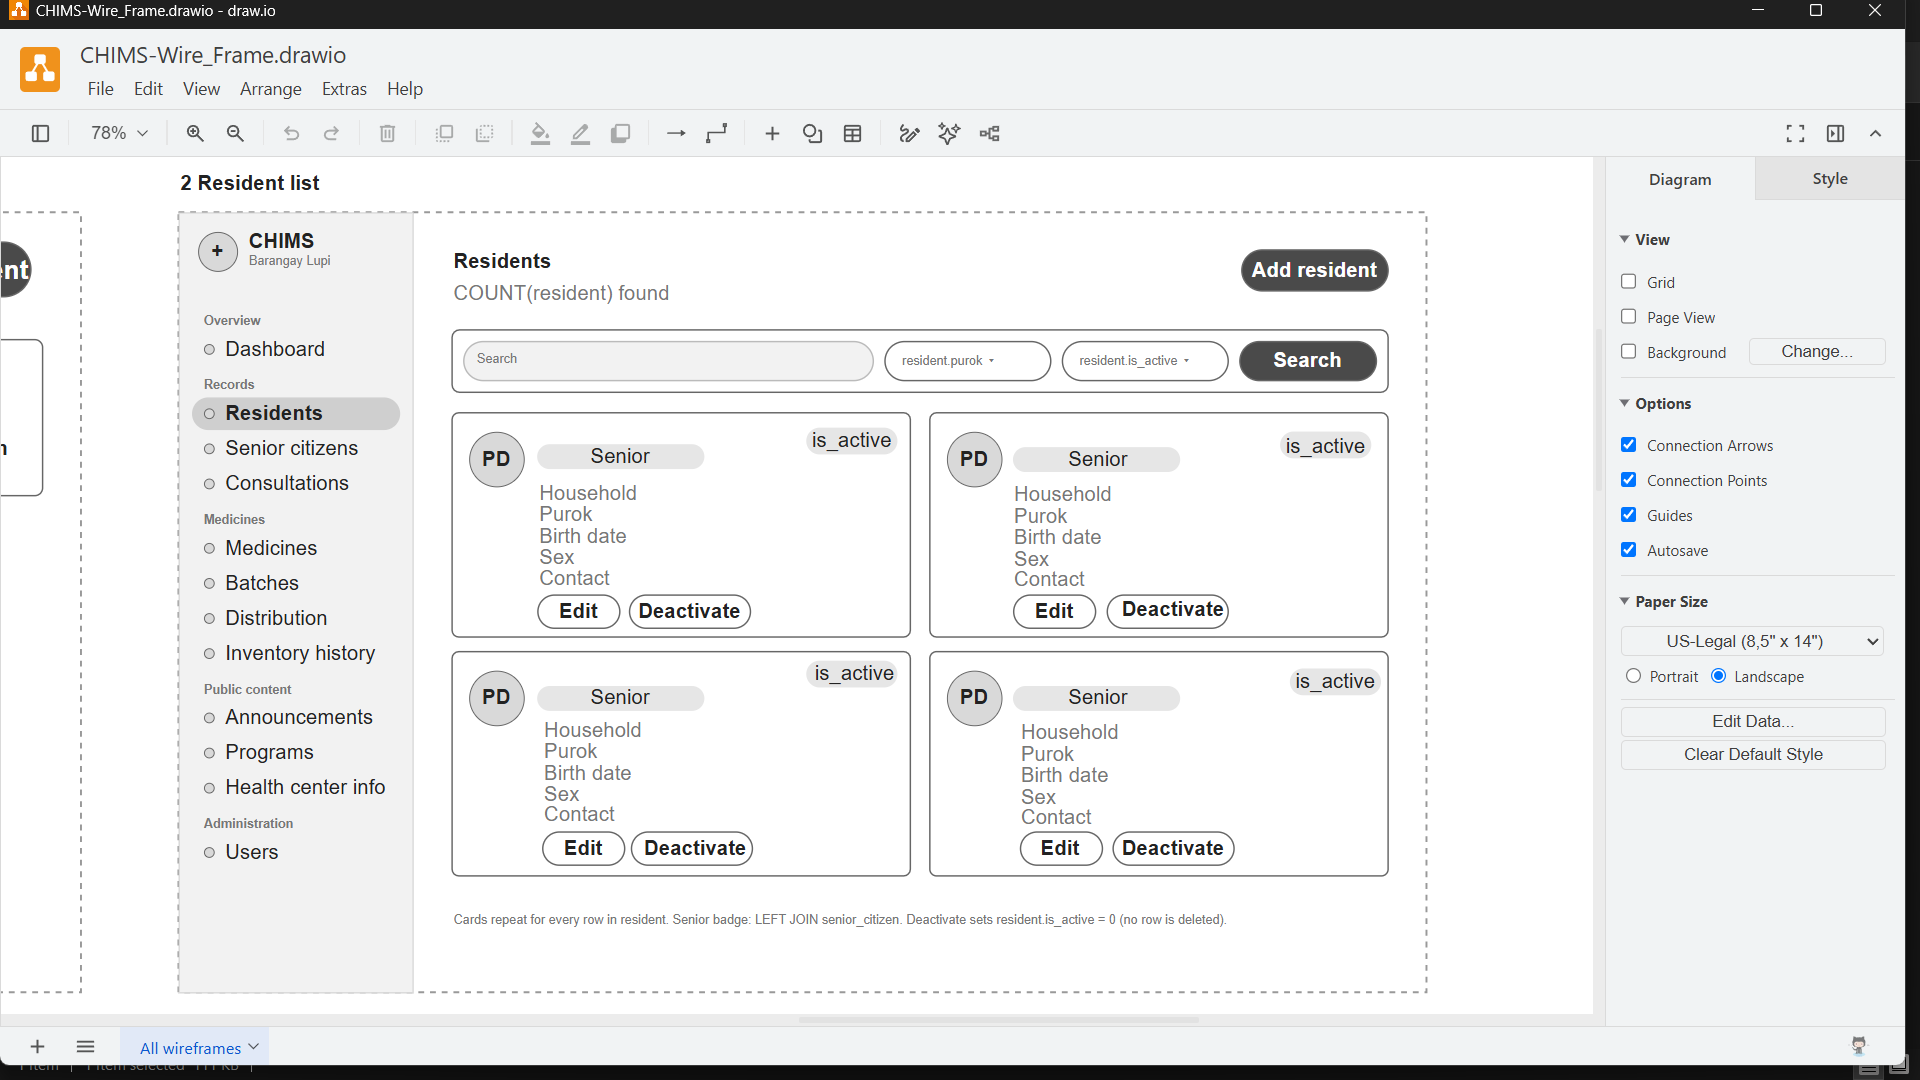 CHIMS-Wire_Frame.drawio - draw.io
CHIMS-Wire_Frame.drawio
File Edit View Arrange Extras Help
78%
2 Resident list
ent
CHIMS
Barangay Lupi
Overview
Dashboard
Records
Residents
Senior citizens
Consultations
Medicines
Medicines
Batches
Distribution
Inventory history
Public content
Announcements
Programs
Health center info
Administration
Users
Residents
COUNT(resident) found
Add resident
Search resident.purok resident.is_active Search
PD Senior is_active
Household
Purok
Birth date
Sex
Contact
Edit Deactivate
PD Senior is_active
Household
Purok
Birth date
Sex
Contact
Edit Deactivate
PD Senior is_active
Household
Purok
Birth date
Sex
Contact
Edit Deactivate
PD Senior is_active
Household
Purok
Birth date
Sex
Contact
Edit Deactivate
Cards repeat for every row in resident. Senior badge: LEFT JOIN senior_citizen. Deactivate sets resident.is_active = 0 (no row is deleted).
Diagram Style
View
Grid
Page View
Background Change...
Options
Connection Arrows
Connection Points
Guides
Autosave
Paper Size
US-Legal (8,5" x 14")
Portrait Landscape
Edit Data...
Clear Default Style
All wireframes